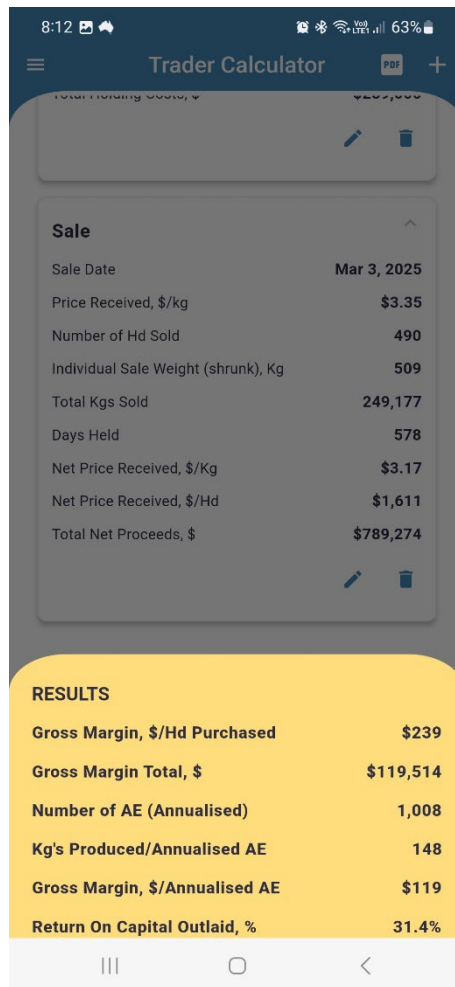 8:12 63%
Trader Calculator PDF
Sale
Sale Date Mar 3, 2025
Price Received, $/kg $3.35
Number of Hd Sold 490
Individual Sale Weight (shrunk), Kg 509
Total Kgs Sold 249,177
Days Held 578
Net Price Received, $/Kg $3.17
Net Price Received, $/Hd $1,611
Total Net Proceeds, $ $789,274
RESULTS
Gross Margin, $/Hd Purchased $239
Gross Margin Total, $ $119,514
Number of AE (Annualised) 1,008
Kg's Produced/Annualised AE 148
Gross Margin, $/Annualised AE $119
Return On Capital Outlaid, % 31.4%